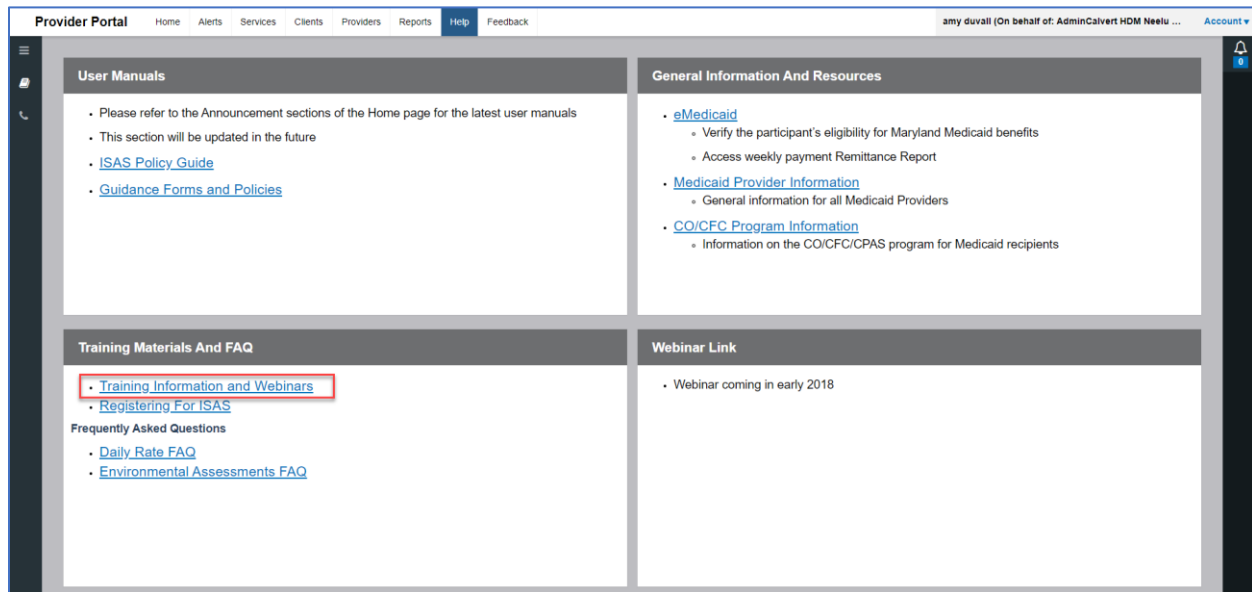 Provider Portal Home Alerts Services Clients Providers Reports Help Feedback amy duvall (On behalf of: AdminCalvert HDM Neelu ... Account
0
User Manuals
Please refer to the Announcement sections of the Home page for the latest user manuals
This section will be updated in the future
ISAS Policy Guide
Guidance Forms and Policies
General Information And Resources
eMedicaid
Verify the participant's eligibility for Maryland Medicaid benefits
Access weekly payment Remittance Report
Medicaid Provider Information
General information for all Medicaid Providers
CO/CFC Program Information
Information on the CO/CFC/CPAS program for Medicaid recipients
Training Materials And FAQ
Training Information and Webinars
Registering For ISAS
Frequently Asked Questions
Daily Rate FAQ
Environmental Assessments FAQ
Webinar Link
Webinar coming in early 2018